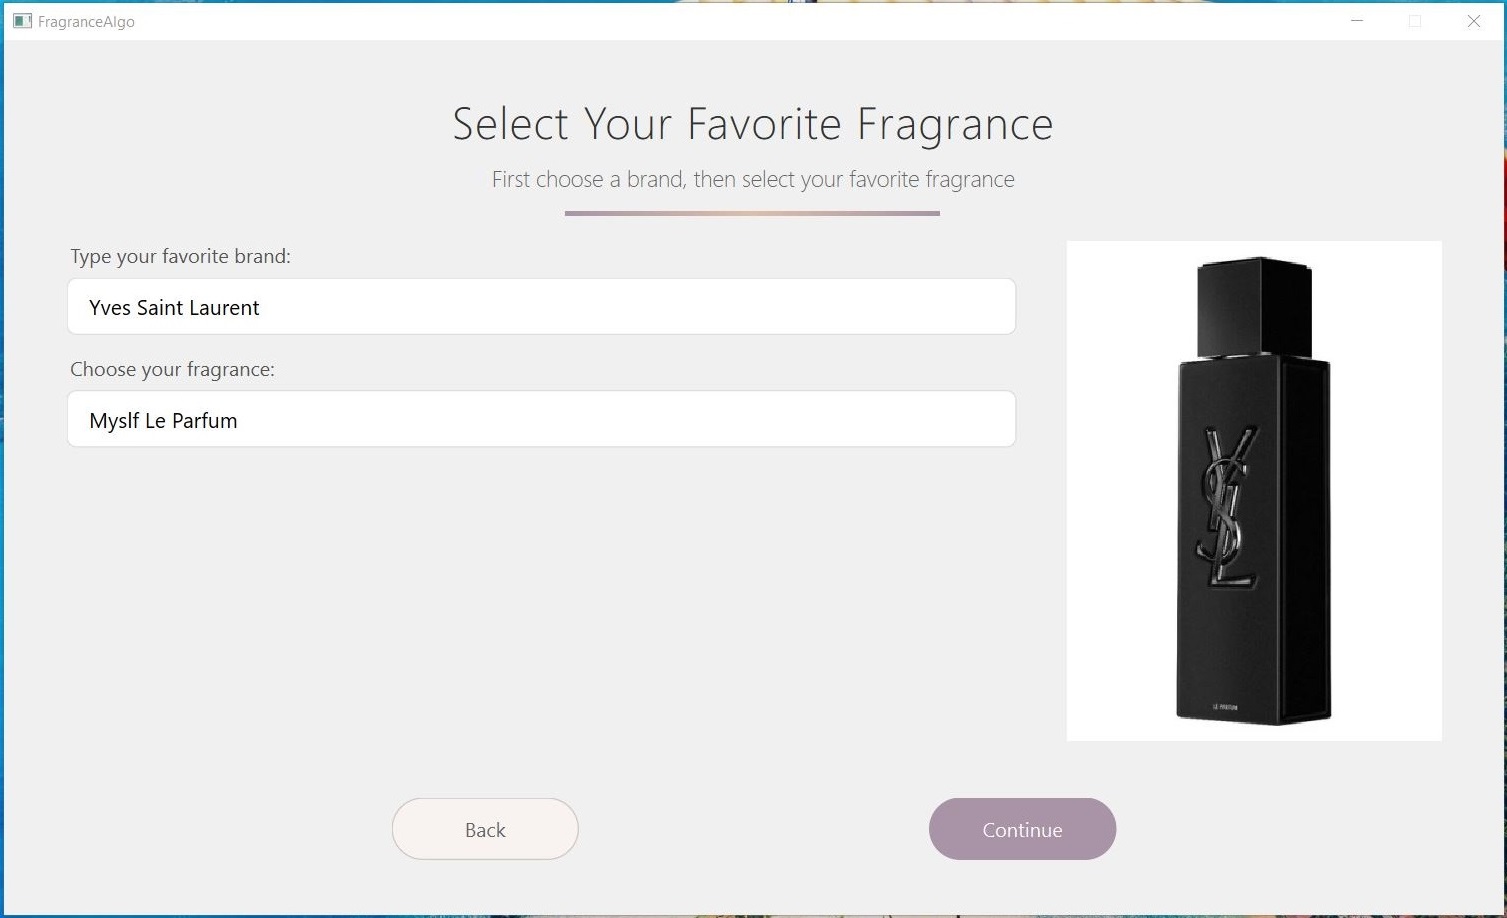 FragranceAlgo
Select Your Favorite Fragrance
First choose a brand, then select your favorite fragrance
Type your favorite brand:
Yves Saint Laurent
Choose your fragrance:
Myslf Le Parfum
YSL
LE PARFUM
Back
Continue